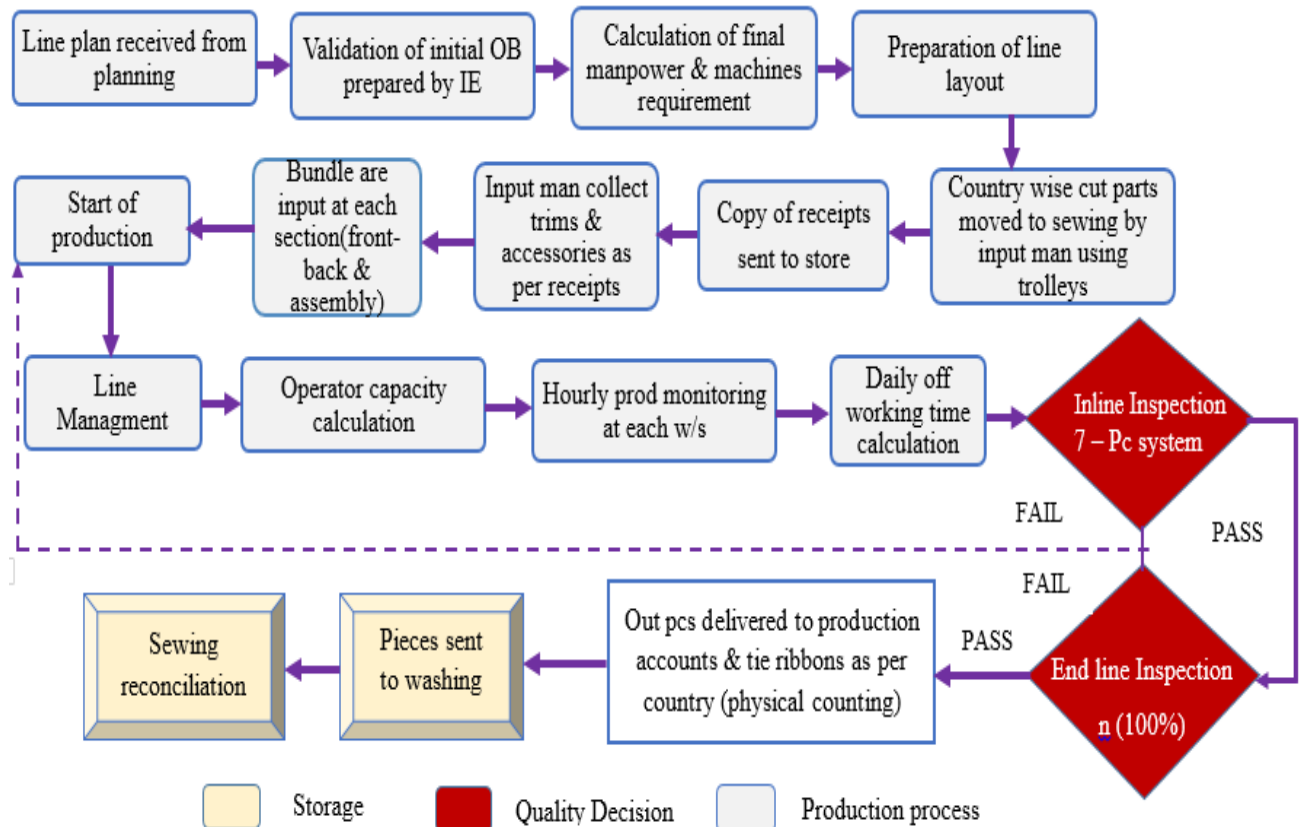 Line plan received from
planning
Validation of initial OB
prepared by IE
Calculation of final
manpower & machines
requirement
Preparation of line
layout
Start of
production
Bundle are
input at each
section(front-
back &
assembly)
Input man collect
trims &
accessories as
per receipts
Copy of receipts
sent to store
Country wise cut parts
moved to sewing by
input man using
trolleys
Line
Managment
Operator capacity
calculation
Hourly prod monitoring
at each w/s
Daily off
working time
calculation
Inline Inspection
7 – Pc system
FAIL
PASS
FAIL
Sewing
reconciliation
Pieces sent
to washing
Out pcs delivered to production
accounts & tie ribbons as per
country (physical counting)
PASS
End line Inspection
n (100%)
Storage
Quality Decision
Production process